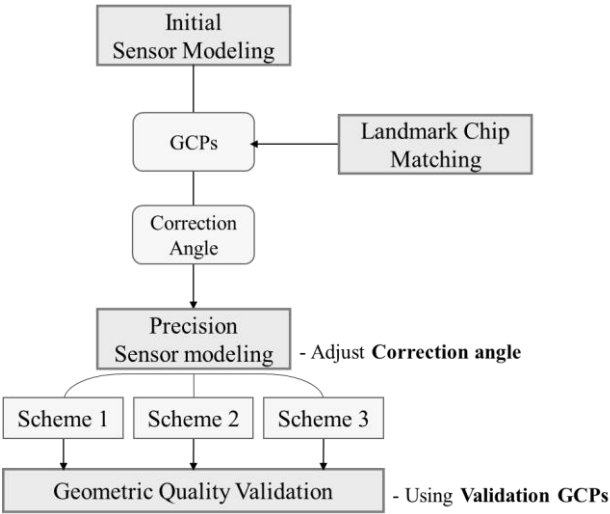 Initial
Sensor Modeling
GCPs
Landmark Chip
Matching
Correction
Angle
Precision
Sensor modeling
- Adjust Correction angle
Scheme 1
Scheme 2
Scheme 3
Geometric Quality Validation
- Using Validation GCPs